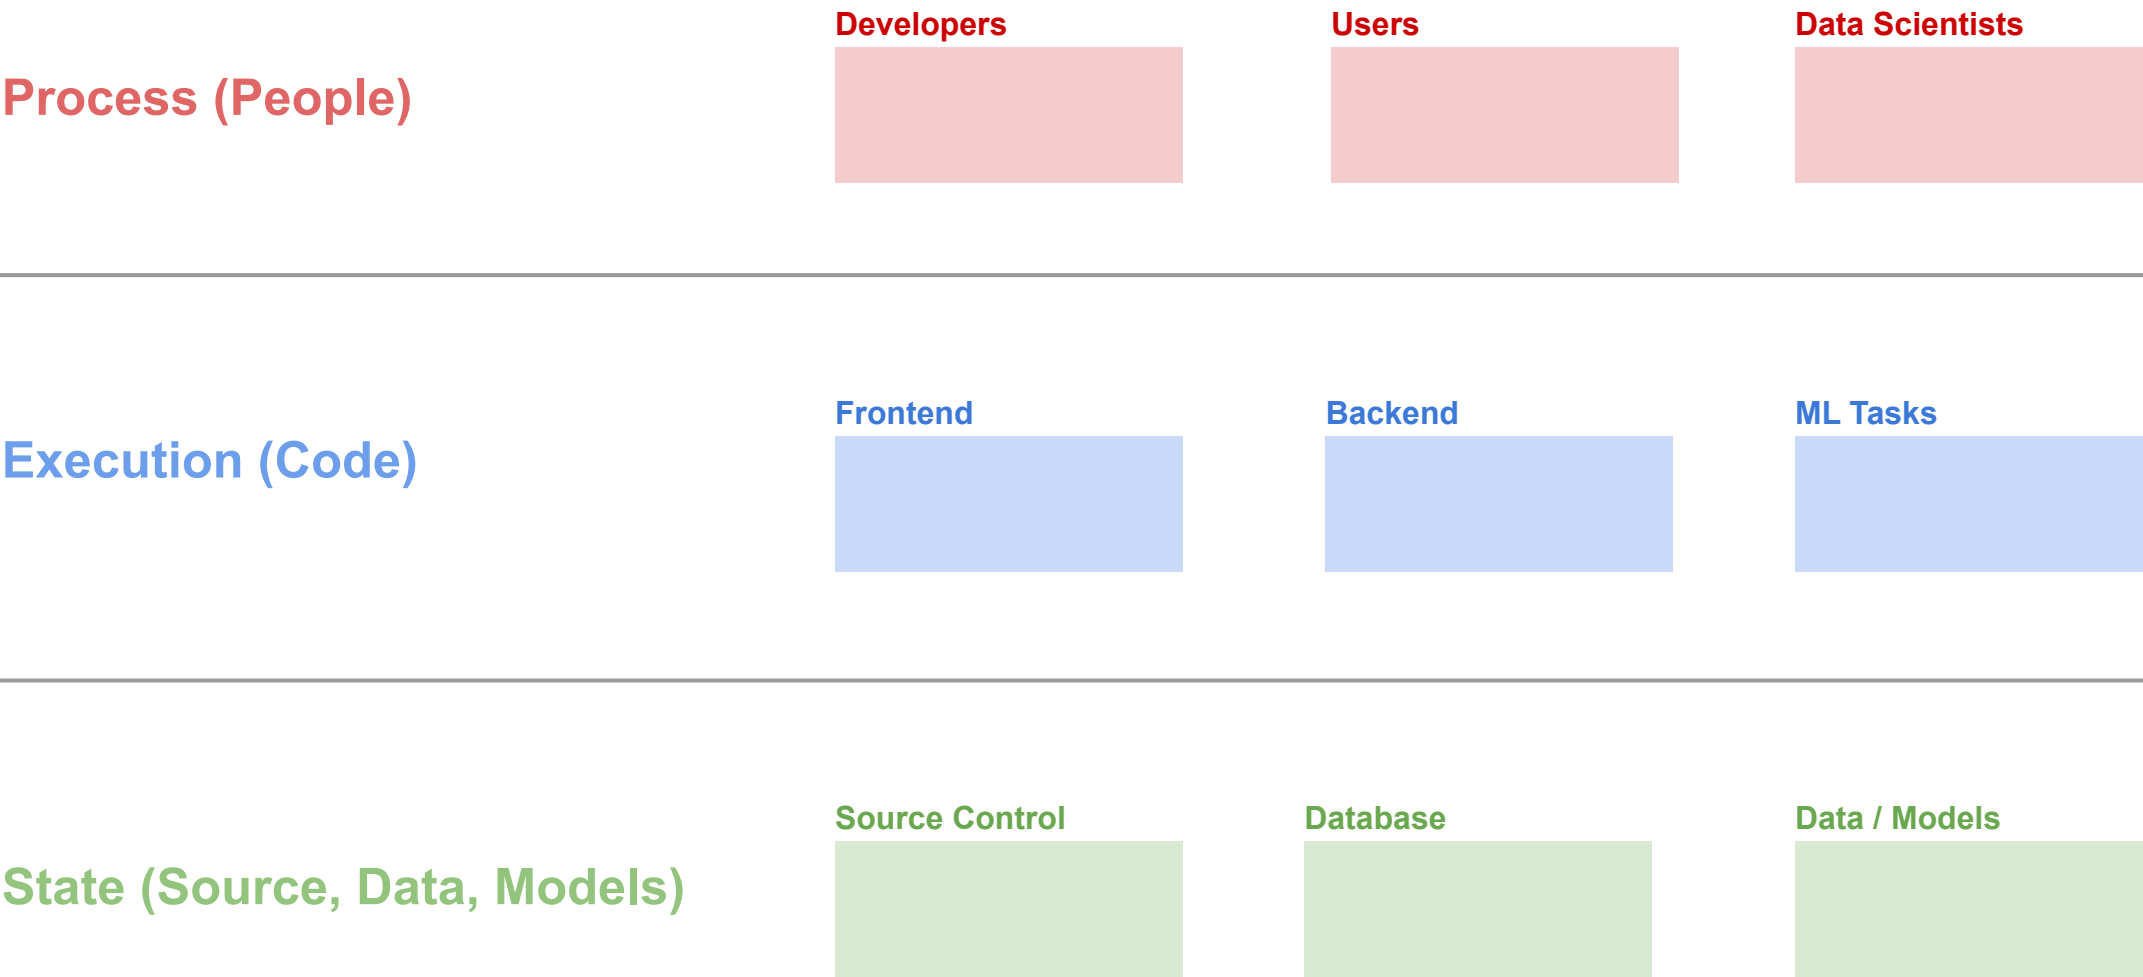 Developers
Users
Data Scientists
Process (People)
Frontend
Backend
ML Tasks
Execution (Code)
Source Control
Database
Data / Models
State (Source, Data, Models)